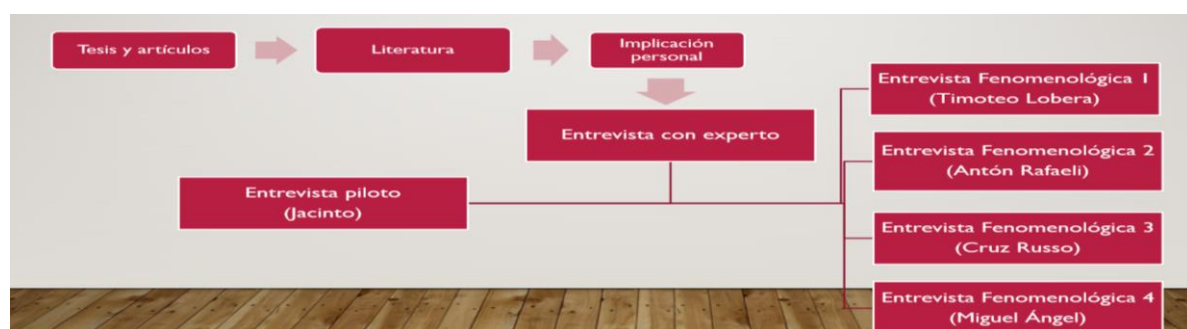 Tesis y artículos
Literatura
Implicación
personal
Entrevista con experto
Entrevista piloto
(Jacinto)
Entrevista Fenomenológica 1
(Timoteo Lobera)
Entrevista Fenomenológica 2
(Antón Rafaeli)
Entrevista Fenomenológica 3
(Cruz Russo)
Entrevista Fenomenológica 4
(Miguel Ángel)